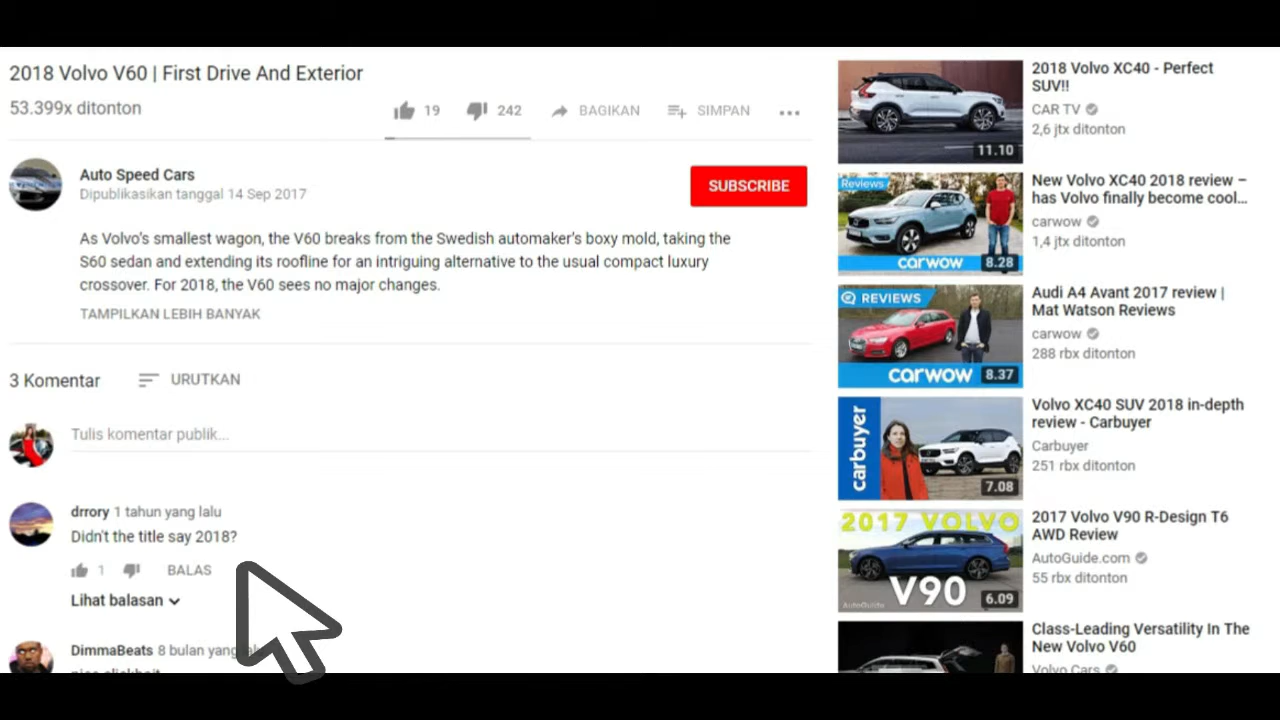 2018 Volvo V60 | First Drive And Exterior
53.399x ditonton
19 242 BAGIKAN SIMPAN
Auto Speed Cars
Dipublikasikan tanggal 14 Sep 2017
SUBSCRIBE
As Volvo's smallest wagon, the V60 breaks from the Swedish automaker's boxy mold, taking the
S60 sedan and extending its roofline for an intriguing alternative to the usual compact luxury
crossover. For 2018, the V60 sees no major changes.
TAMPILKAN LEBIH BANYAK
3 Komentar URUTKAN
Tulis komentar publik...
drrory 1 tahun yang lalu
Didn't the title say 2018?
1 BALAS
Lihat balasan
DimmaBeats 8 bulan yang
11.10
2018 Volvo XC40 - Perfect
SUV!!
CAR TV
2,6 jtx ditonton
Reviews
carwow
8.28
New Volvo XC40 2018 review –
has Volvo finally become cool...
carwow
1,4 jtx ditonton
REVIEWS
carwow
8.37
Audi A4 Avant 2017 review |
Mat Watson Reviews
carwow
288 rbx ditonton
carbuyer
7.08
Volvo XC40 SUV 2018 in-depth
review - Carbuyer
Carbuyer
251 rbx ditonton
2017 VOLVO
V90
AutoGuide
6.09
2017 Volvo V90 R-Design T6
AWD Review
AutoGuide.com
55 rbx ditonton
Class-Leading Versatility In The
New Volvo V60
Volvo Cars